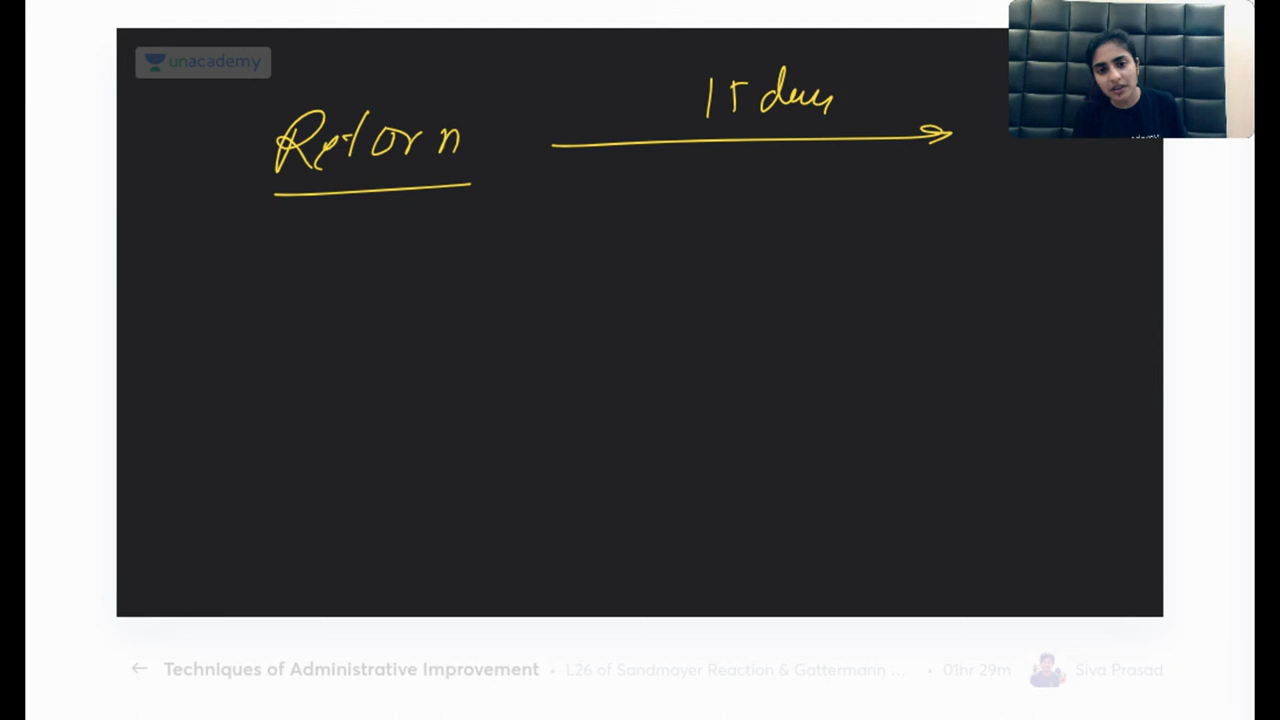 unacademy
15 days
Return
Techniques of Administrative Improvement • L26 of Sandmayer Reaction & Gattermann ... • 01hr 29m Siva Prasad